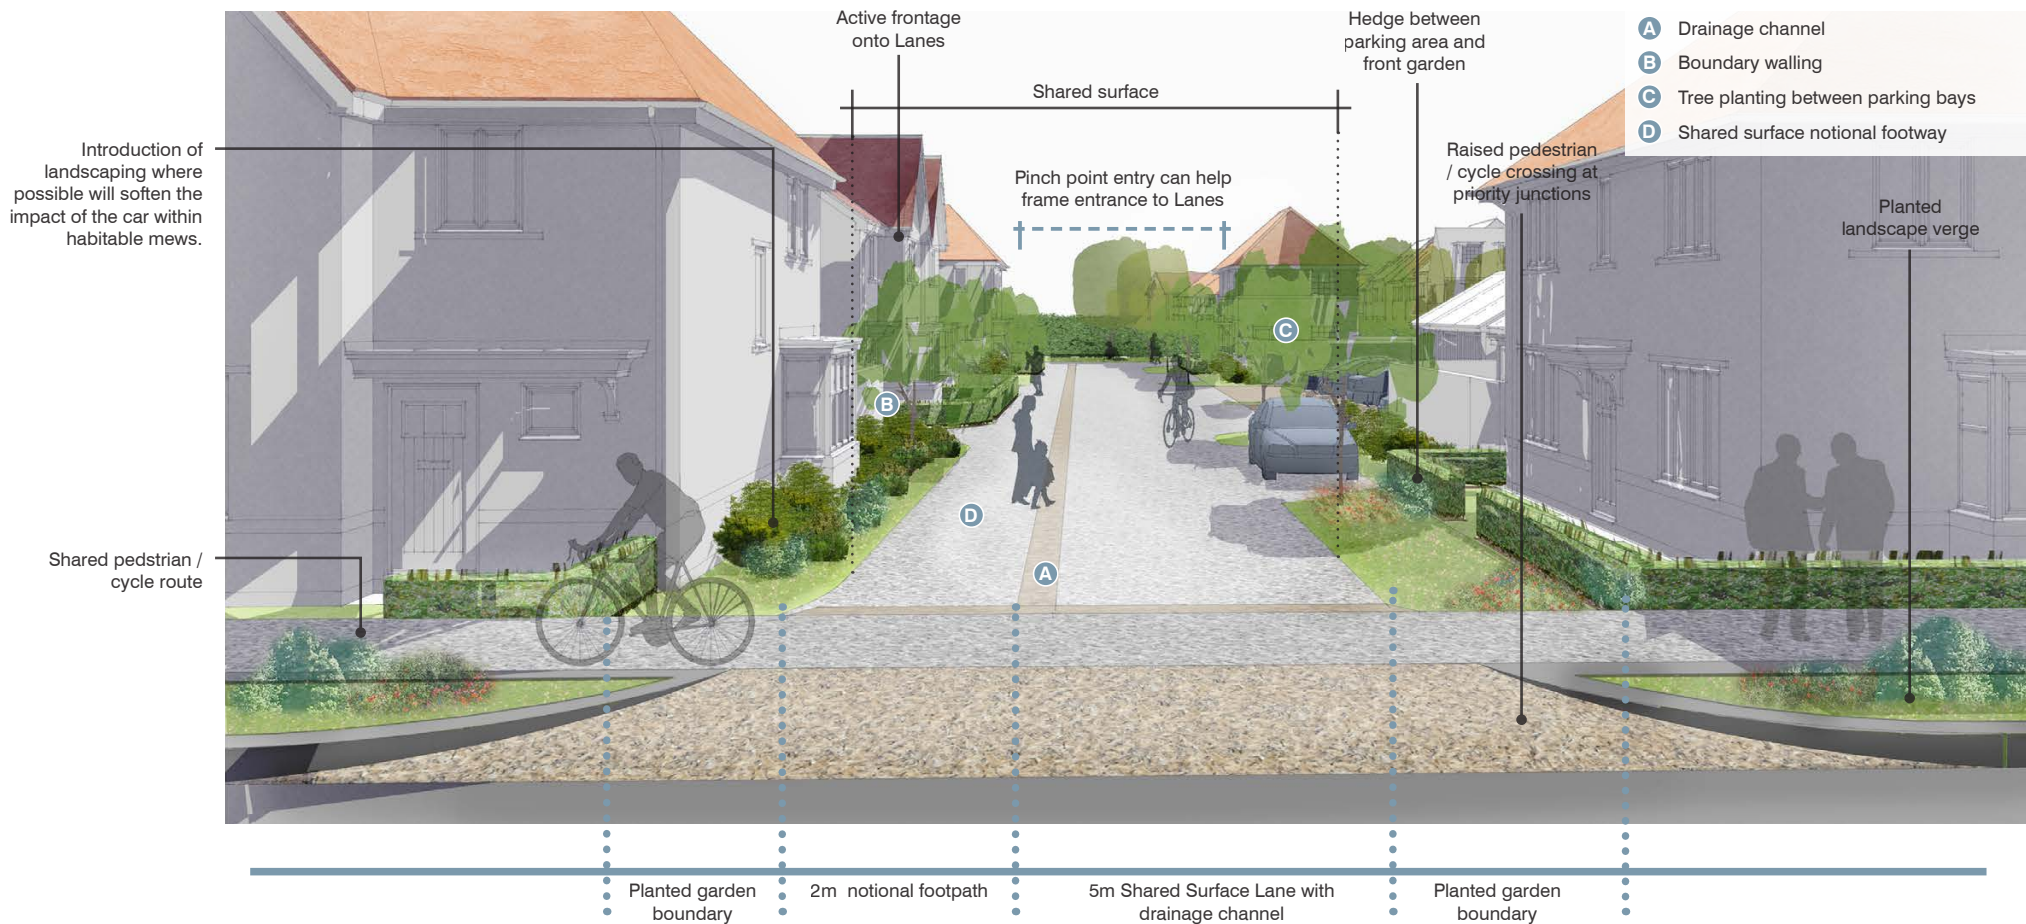 Active frontage
onto Lanes
Hedge between
parking area and
front garden
A Drainage channel
B Boundary walling
C Tree planting between parking bays
D Shared surface notional footway
Shared surface
Introduction of
landscaping where
possible will soften the
impact of the car within
habitable mews.
Pinch point entry can help
frame entrance to Lanes
Raised pedestrian
/ cycle crossing at
priority junctions
Planted
landscape verge
C
B
D
A
Shared pedstrian /
cycle route
Planted garden
boundary
2m notional footpath
5m Shared Surface Lane with
drainage channel
Planted garden
boundary